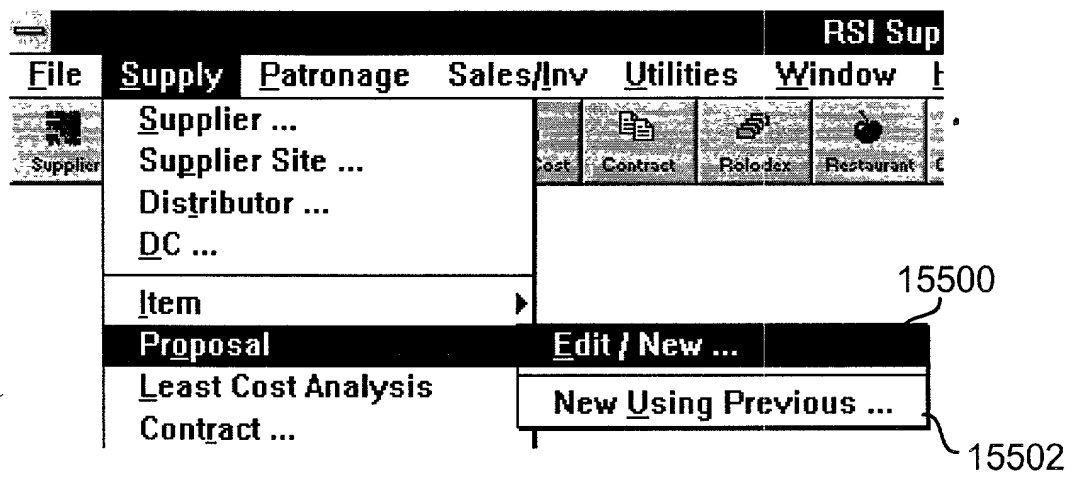 RSI Sup
File Supply Patronage Sales/Inv Utilities Window
Supplier Cost Contract Rolodex Restaurant
Supplier ...
Supplier Site ...
Distributor ...
DC ...
Item
Proposal
Least Cost Analysis
Contract ...
15500
Edit / New ...
New Using Previous ...
15502